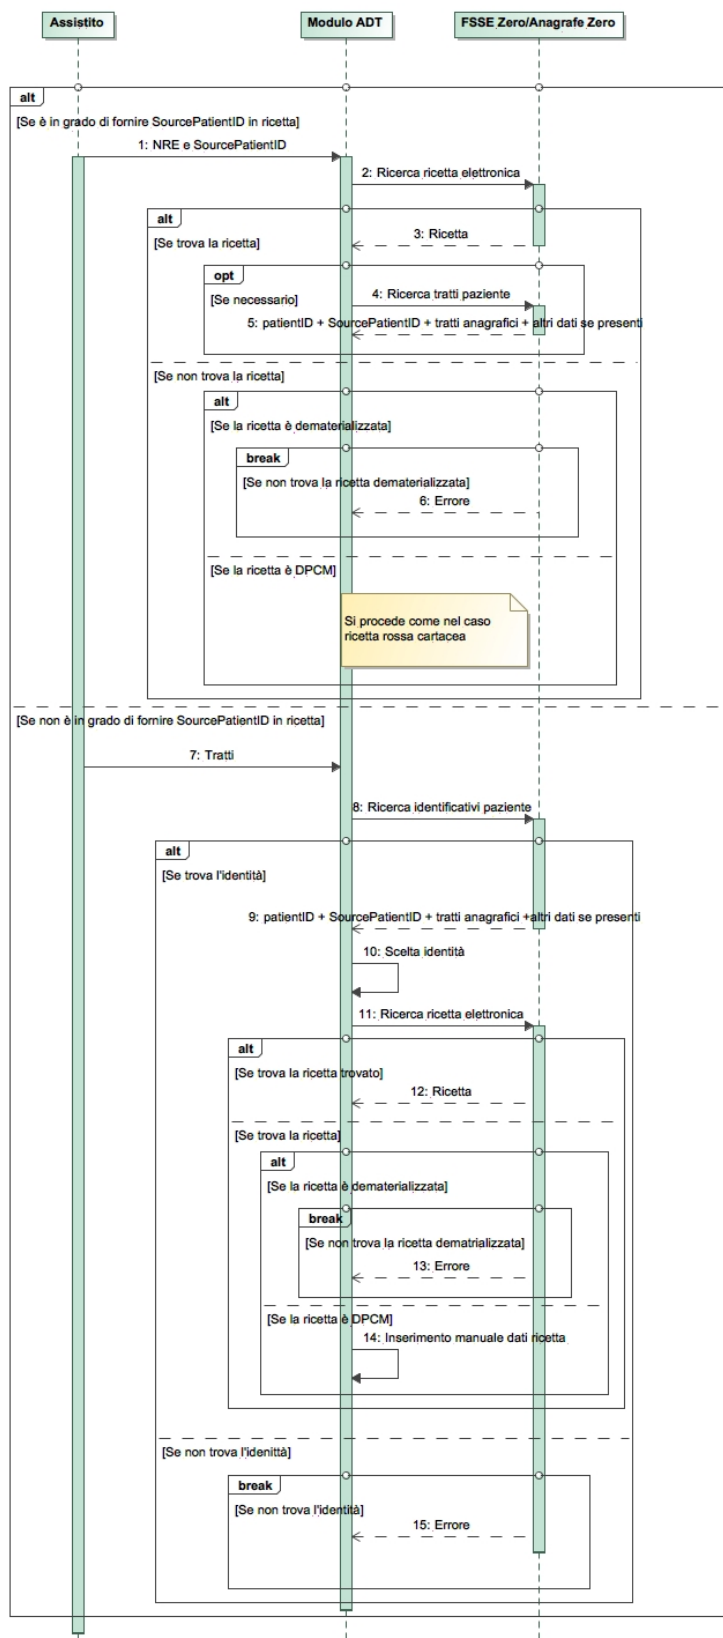 Assistito
Modulo ADT
FSSE Zero/Anagrafe Zero
alt
[Se è in grado di fornire SourcePatientID in ricetta]
1: NRE e SourcePatientID
2: Ricerca ricetta elettronica
alt
3: Ricetta
[Se trova la ricetta]
opt
4: Ricerca tratti paziente
[Se necessario]
5: patientID + SourcePatientID + tratti anagrafici + altri dati se presenti
[Se non trova la ricetta]
alt
[Se la ricetta è dematerializzata]
break
[Se non trova la ricetta dematerializzata]
6: Errore
[Se la ricetta è DPCM]
Si procede come nel caso
ricetta rossa cartacea
[Se non è in grado di fornire SourcePatientID in ricetta]
7: Tratti
8: Ricerca identificativi paziente
alt
[Se trova l'identità]
9: patientID + SourcePatientID + tratti anagrafici +altri dati se presenti
10: Scelta identità
11: Ricerca ricetta elettronica
alt
[Se trova la ricetta trovato]
12: Ricetta
[Se trova la ricetta]
alt
[Se la ricetta è dematerializzata]
break
[Se non trova la ricetta dematrializzata]
13: Errore
[Se la ricetta è DPCM]
14: Inserimento manuale dati ricetta
[Se non trova l'idenittà]
break
[Se non trova l'identità]
15: Errore